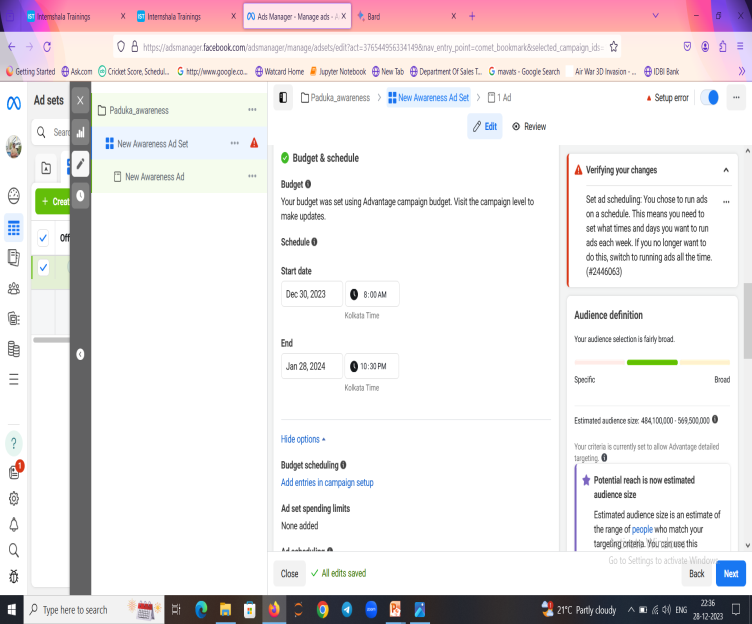 Internshala Trainings
Internshala Trainings
Ads Manager - Manage ads - A
Bard
https://adsmanager.facebook.com/adsmanager/manage/adsets/edit?act=376544956334149&nav_entry_point=comet_bookmark&selected_campaign_ids=
Getting Started
Ask.com
Cricket Score, Schedul...
http://www.google.co...
Watcard Home
Jupyter Notebook
New Tab
Department Of Sales T...
mavats - Google Search
Air War 3D Invasion - ...
IDBI Bank
Ad sets
Sear
+ Creat
Off
Paduka_awareness
New Awareness Ad Set
New Awareness Ad
Paduka_awareness > New Awareness Ad Set > 1 Ad
Setup error
Edit
Review
Budget & schedule
Budget
Your budget was set using Advantage campaign budget. Visit the campaign level to
make updates.
Schedule
Start date
Dec 30, 2023
8:00 AM
Kolkata Time
End
Jan 28, 2024
10:30 PM
Kolkata Time
Hide options
Budget scheduling
Add entries in campaign setup
Ad set spending limits
None added
Ad scheduling
Close
All edits saved
Verifying your changes
Set ad scheduling: You chose to run ads
on a schedule. This means you need to
set what times and days you want to run
ads each week. If you no longer want to
do this, switch to running ads all the time.
(#2446063)
Audience definition
Your audience selection is fairly broad.
Specific
Broad
Estimated audience size: 484,100,000 - 569,500,000
Your criteria is currently set to allow Advantage detailed
targeting.
Potential reach is now estimated
audience size
Estimated audience size is an estimate of
the range of people who match your
targeting criteria. You can use this
Go to Settings to activate Windows.
Back
Next
1
Type here to search
21°C Partly cloudy
ENG
22:36
28-12-2023